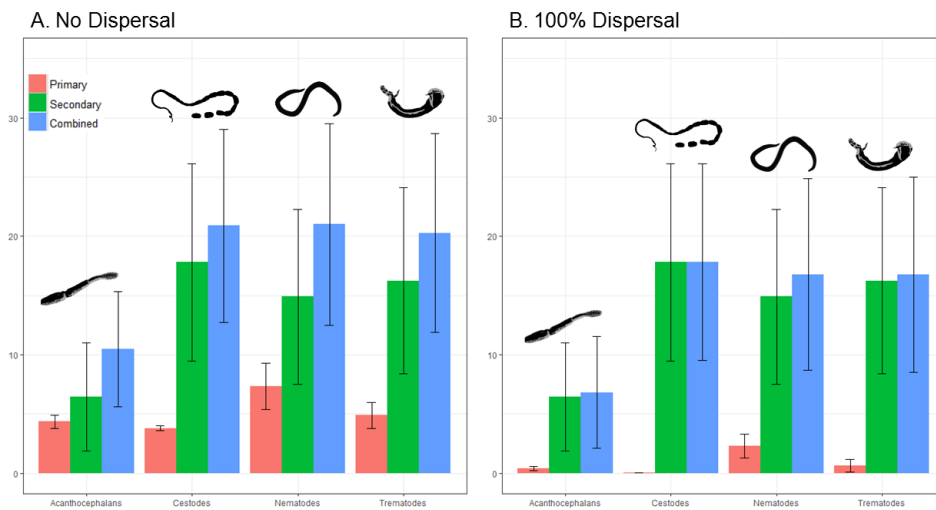 A. No Dispersal
Primary
Secondary
Combined
30
20
10
0
Acanthocephalans Cestodes Nematodes Trematodes
B. 100% Dispersal
30
20
10
0
Acanthocephalans Cestodes Nematodes Trematodes